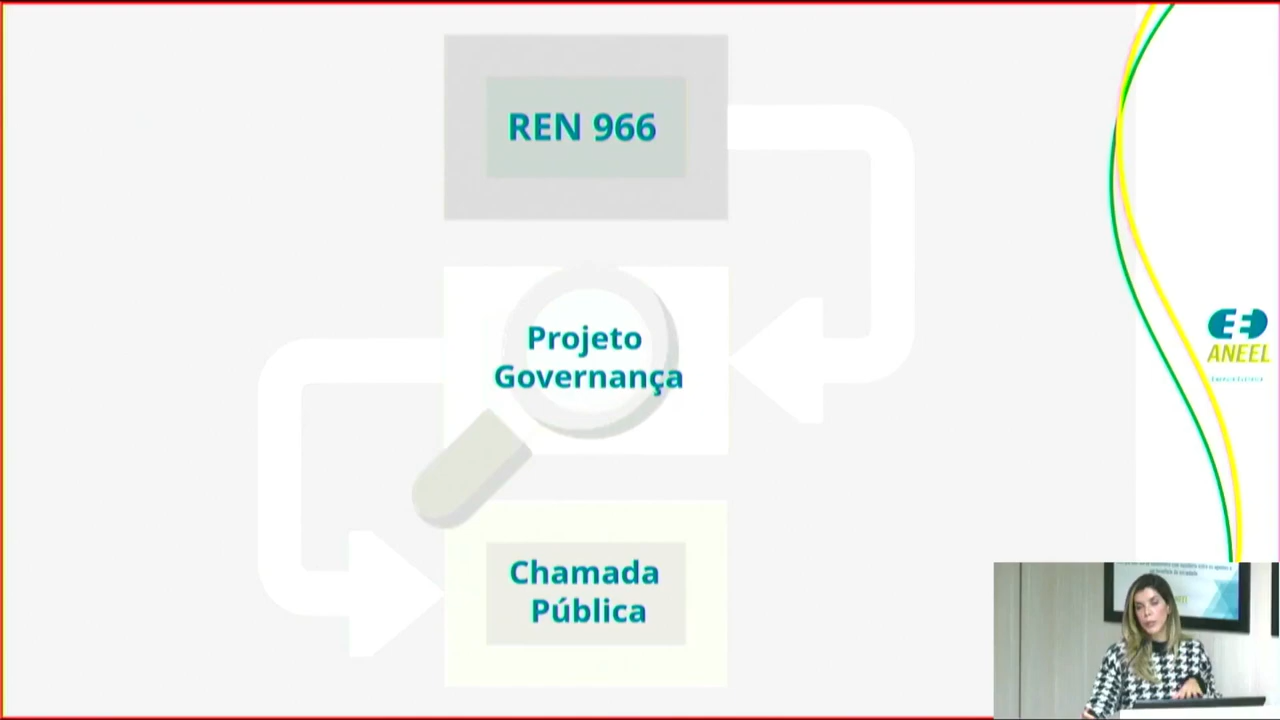 REN 966
Projeto
Governança
Chamada
Pública
ANEEL